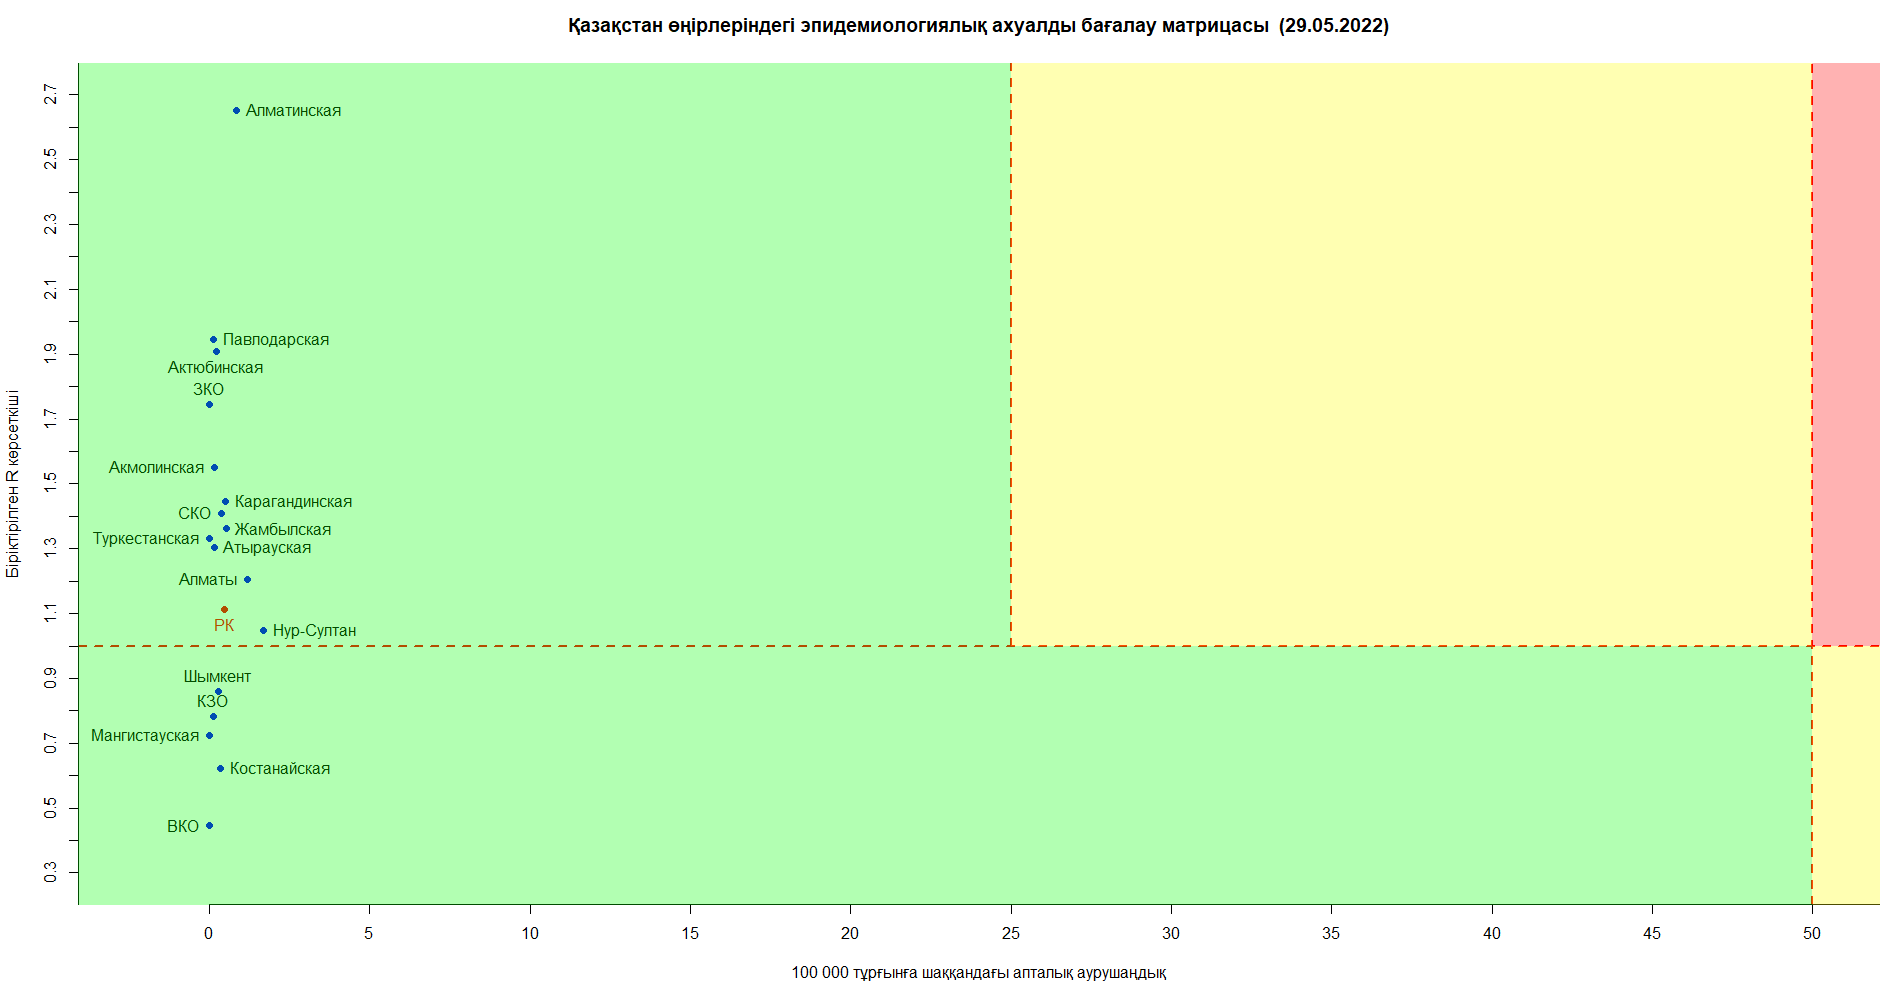 Қазақстан өңірлеріндегі эпидемиологиялық ахуалды бағалау матрицасы (29.05.2022)
Біріктірілген R көрсеткіші
2.7
2.5
2.3
2.1
1.9
1.7
1.5
1.3
1.1
0.9
0.7
0.5
0.3
Алматинская
Павлодарская
Актюбинская
ЗКО
Акмолинская
Карагандинская
СКО
Жамбылская
Туркестанская
Атырауская
Алматы
РК
Нур-Султан
Шымкент
КЗО
Мангистауская
Костанайская
ВКО
0 5 10 15 20 25 30 35 40 45 50
100 000 тұрғынға шаққандағы апталық аурушаңдық